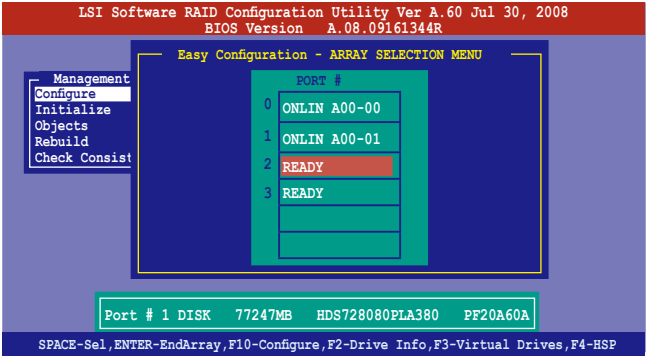 LSI Software RAID Configuration Utility Ver A.60 Jul 30, 2008
BIOS Version A.08.09161344R
Easy Configuration - ARRAY SELECTION MENU
Management
Configure
Initialize
Objects
Rebuild
Check Consist
PORT #
0 ONLIN A00-00
1 ONLIN A00-01
2 READY
3 READY
Port # 1 DISK 77247MB HDS728080PLA380 PF20A60A
SPACE-Sel,ENTER-EndArray,F10-Configure,F2-Drive Info,F3-Virtual Drives,F4-HSP